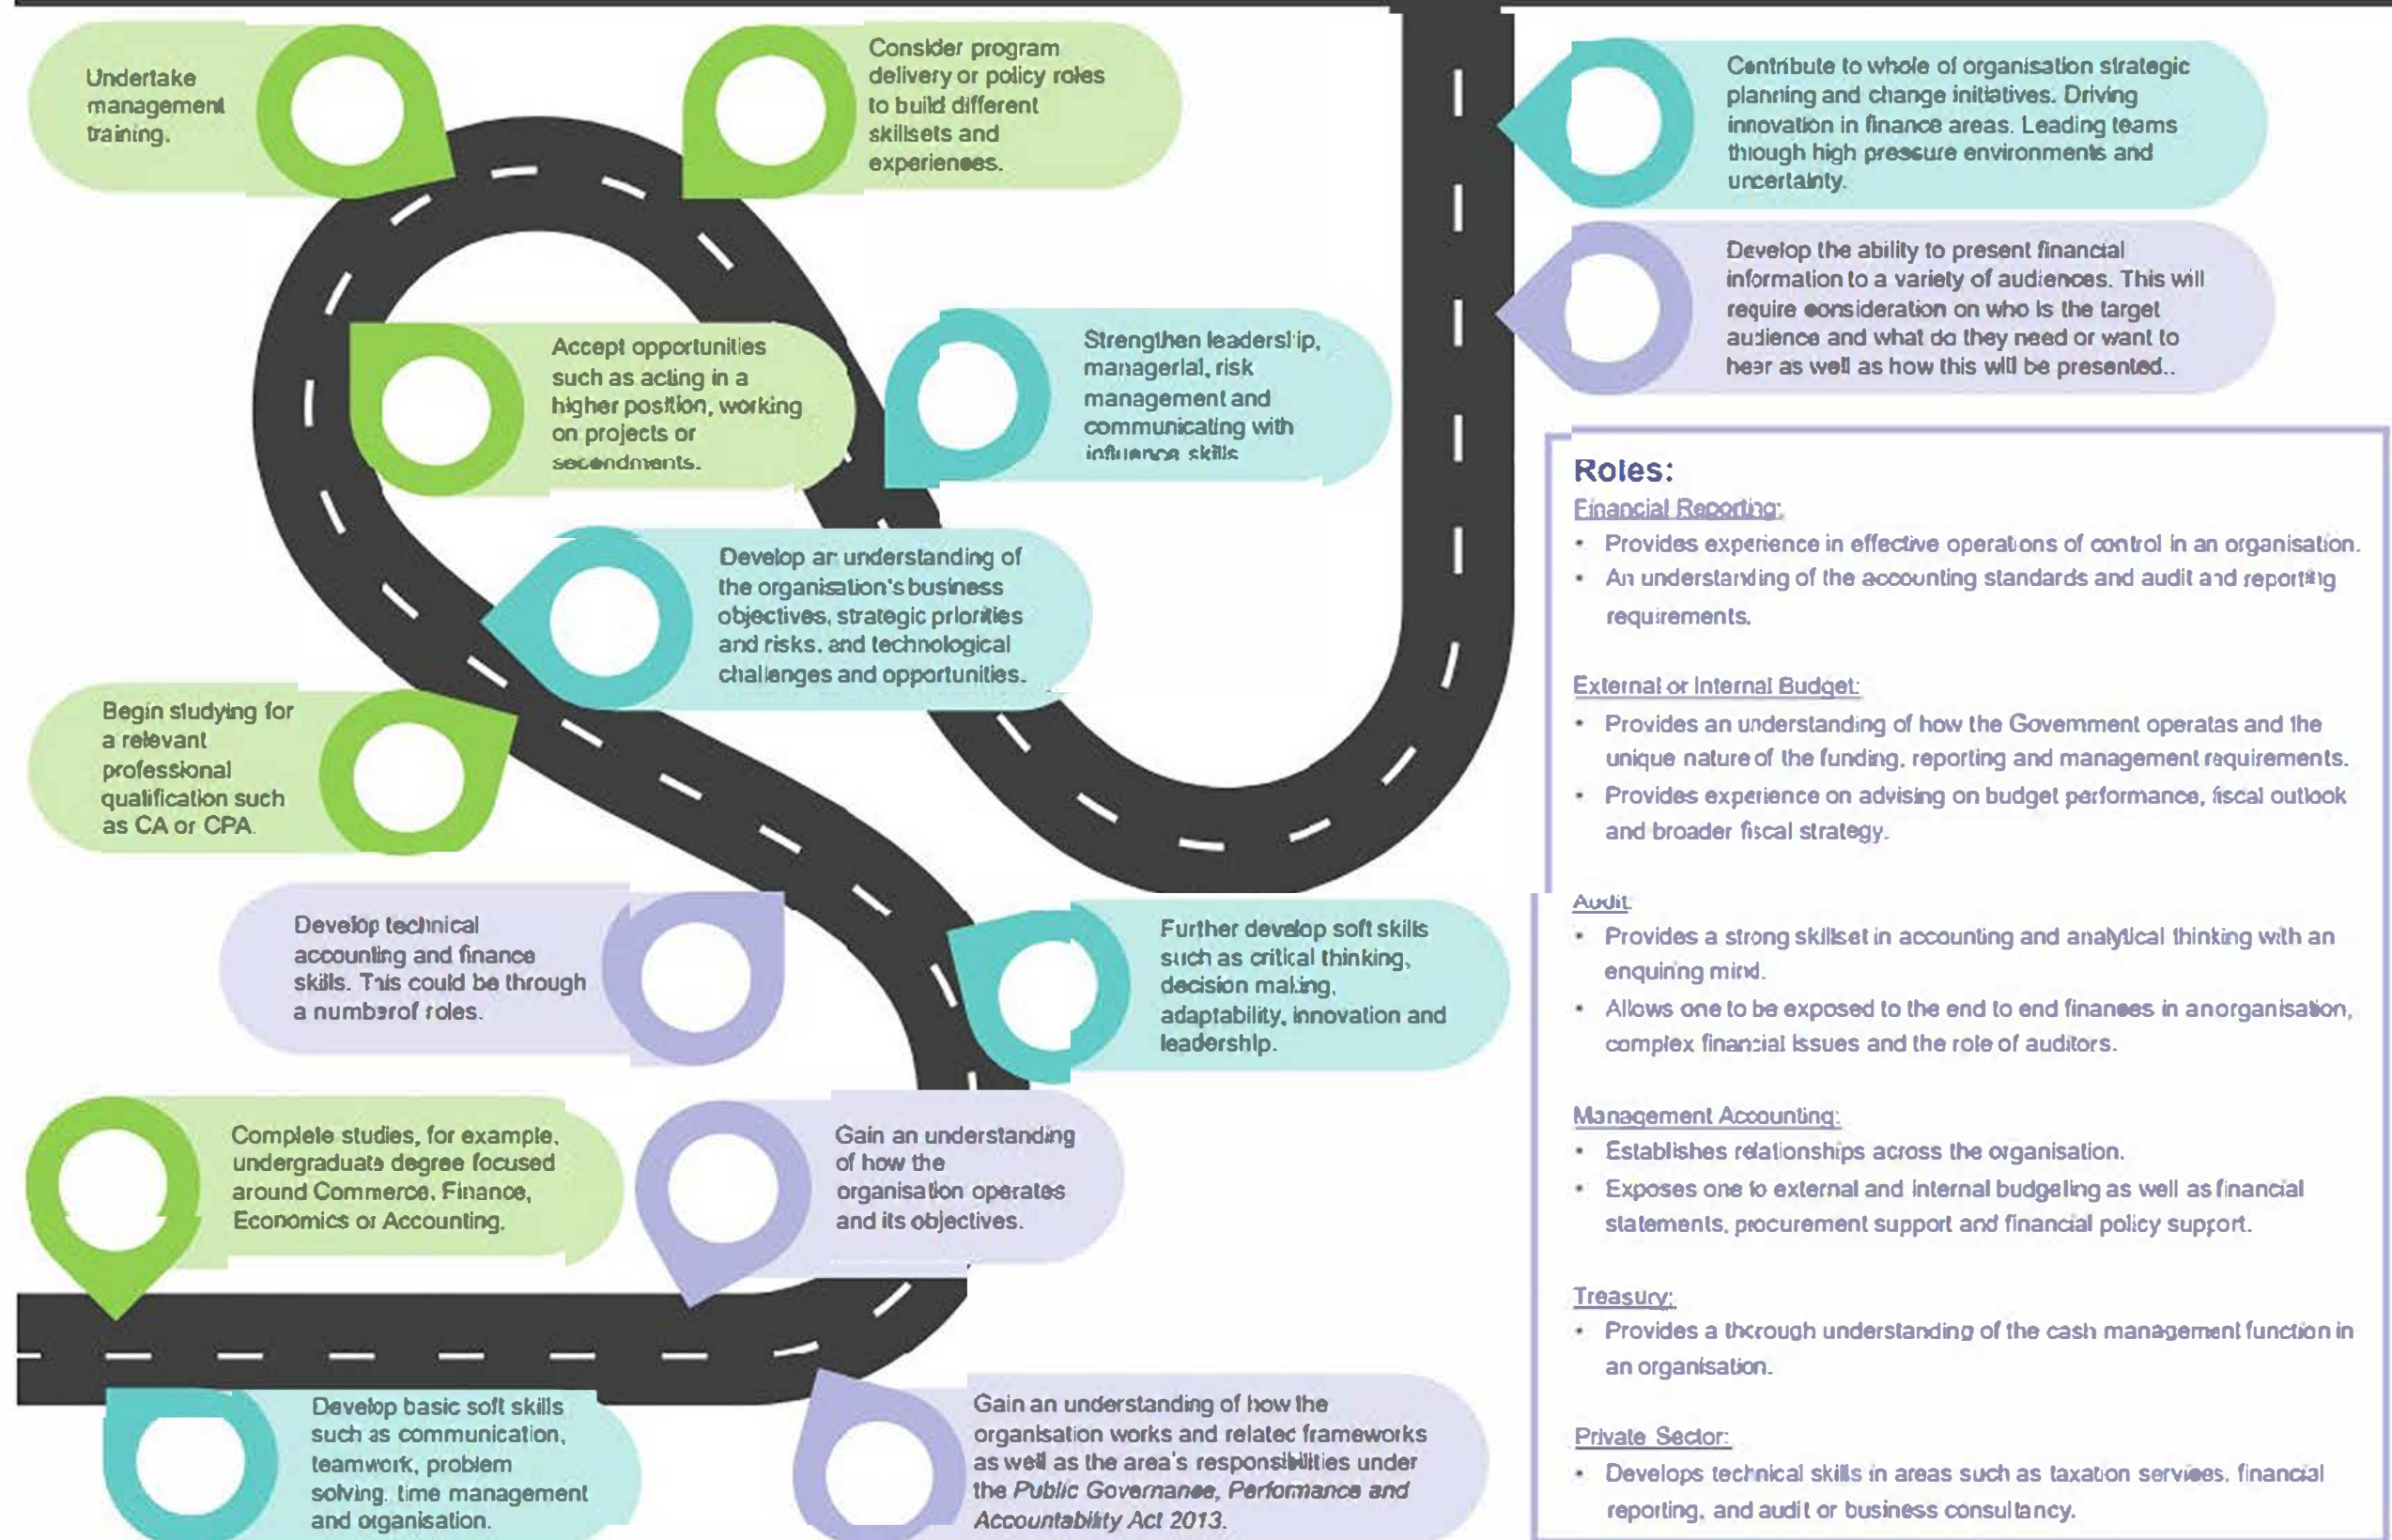 Undertake
management
training.
Consider program
delivery or policy roles
to build different
skillsets and
experiences.
Contribute to whole of organisation strategic
planning and change initiatives. Driving
innovation in finance areas. Leading teams
through high pressure environments and
uncertainty.
Develop the ability to present financial
information to a variety of audiences. This will
require consideration on who is the target
audience and what do they need or want to
hear as well as how this will be presented..
Accept opportunities
such as acting in a
higher position, working
on projects or
secondments.
Strengthen leadership,
managerial, risk
management and
communicating with
influence skills
Develop an understanding of
the organisation's business
objectives, strategic priorities
and risks, and technological
challenges and opportunities.
Begin studying for
a relevant
professional
qualification such
as CA or CPA.
Develop technical
accounting and finance
skills. This could be through
a number of roles.
Further develop soft skills
such as critical thinking,
decision making,
adaptability, innovation and
leadership.
Complete studies, for example,
undergraduate degree focused
around Commerce, Finance,
Economics or Accounting.
Gain an understanding
of how the
organisation operates
and its objectives.
Develop basic soft skills
such as communication,
teamwork, problem
solving, time management
and organisation.
Gain an understanding of how the
organisation works and related frameworks
as well as the area's responsibilities under
the Public Governance, Performance and
Accountability Act 2013.
Roles:
Financial Reporting:
• Provides experience in effective operations of control in an organisation.
• An understanding of the accounting standards and audit and reporting
requirements.
External or Internal Budget:
• Provides an understanding of how the Government operates and the
unique nature of the funding, reporting and management requirements.
• Provides experience on advising on budget performance, fiscal outlook
and broader fiscal strategy.
Audit:
• Provides a strong skillset in accounting and analytical thinking with an
enquiring mind.
• Allows one to be exposed to the end to end finances in an organisation,
complex financial issues and the role of auditors.
Management Accounting:
• Establishes relationships across the organisation.
• Exposes one to external and internal budgeting as well as financial
statements, procurement support and financial policy support.
Treasury:
• Provides a thorough understanding of the cash management function in
an organisation.
Private Sector:
• Develops technical skills in areas such as taxation services, financial
reporting, and audit or business consultancy.